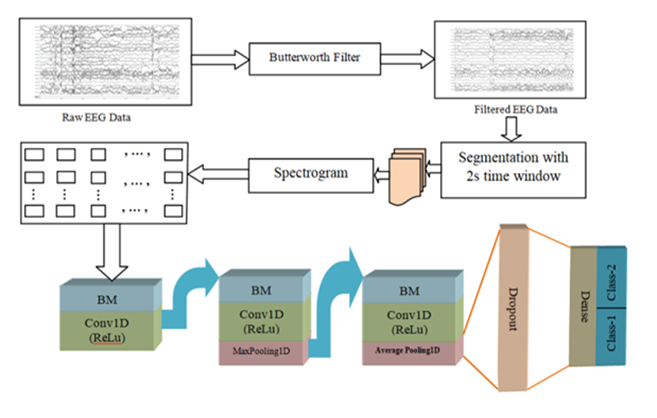 Butterworth Filter
Raw EEG Data
Filtered EEG Data
Segmentation with
2s time window
Spectrogram
, ... ,
, ... ,
, ... ,
BM
Conv1D
(ReLu)
BM
Conv1D
(ReLu)
MaxPooling1D
BM
Conv1D
(ReLu)
Average Pooling1D
Dropout
Dense
Class-2
Class-1